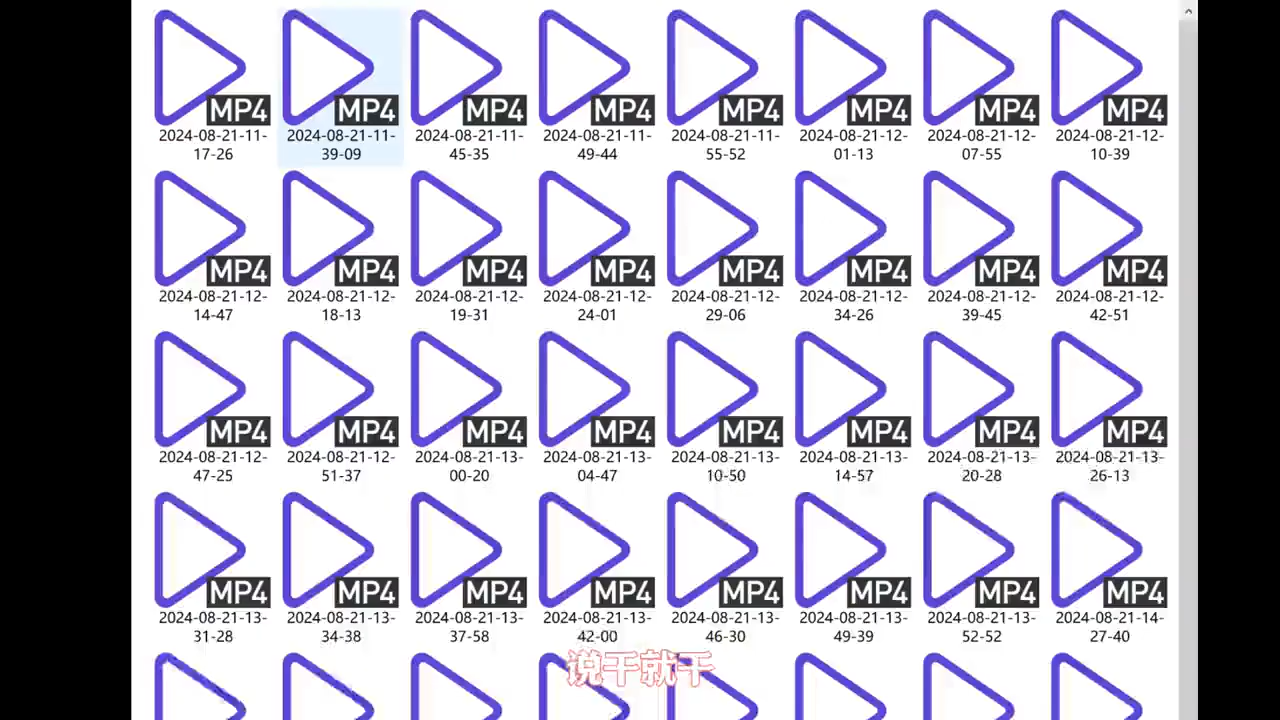 MP4 MP4 MP4 MP4 MP4 MP4 MP4 MP4
2024-08-21-11- 2024-08-21-11- 2024-08-21-11- 2024-08-21-11- 2024-08-21-11- 2024-08-21-12- 2024-08-21-12- 2024-08-21-12-
17-26 39-09 45-35 49-44 55-52 01-13 07-55 10-39
MP4 MP4 MP4 MP4 MP4 MP4 MP4 MP4
2024-08-21-12- 2024-08-21-12- 2024-08-21-12- 2024-08-21-12- 2024-08-21-12- 2024-08-21-12- 2024-08-21-12- 2024-08-21-12-
14-47 18-13 19-31 24-01 29-06 34-26 39-45 42-51
MP4 MP4 MP4 MP4 MP4 MP4 MP4 MP4
2024-08-21-12- 2024-08-21-12- 2024-08-21-13- 2024-08-21-13- 2024-08-21-13- 2024-08-21-13- 2024-08-21-13- 2024-08-21-13-
47-25 51-37 00-20 04-47 10-50 14-57 20-28 26-13
MP4 MP4 MP4 MP4 MP4 MP4 MP4 MP4
2024-08-21-13- 2024-08-21-13- 2024-08-21-13- 2024-08-21-13- 2024-08-21-13- 2024-08-21-13- 2024-08-21-13- 2024-08-21-14-
31-28 34-38 37-58 42-00 46-30 49-39 52-52 27-40
说干就干